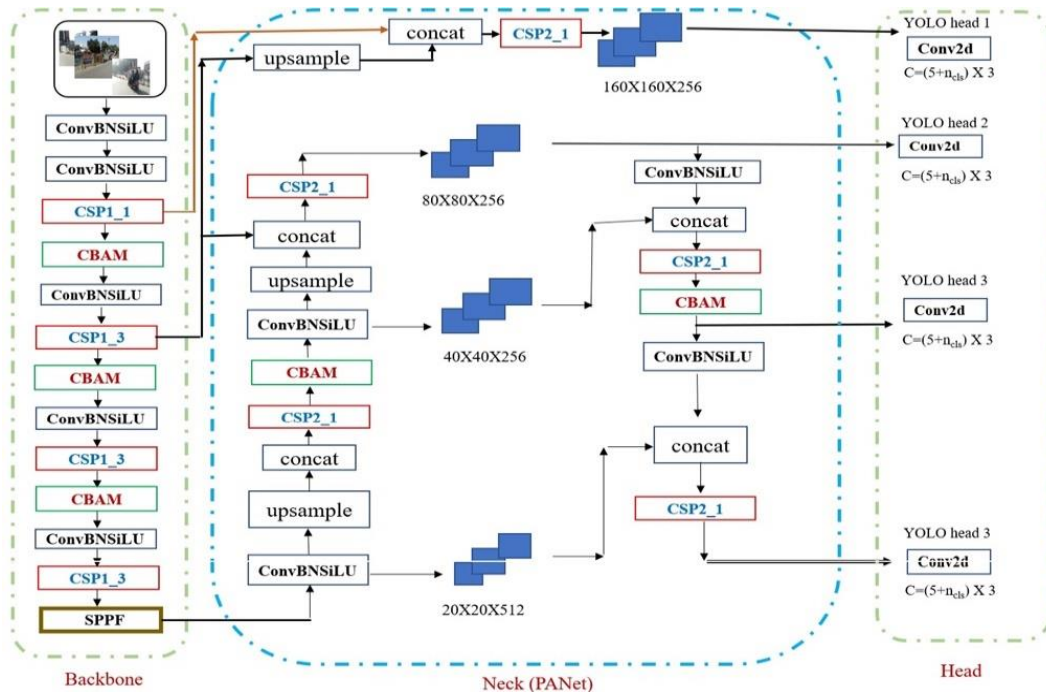 ConvBNSiLU
ConvBNSiLU
CSP1_1
CBAM
ConvBNSiLU
CSP1_3
CBAM
ConvBNSiLU
CSP1_3
CBAM
ConvBNSiLU
CSP1_3
SPPF
Backbone
concat
CSP2_1
upsample
160X160X256
CSP2_1
80X80X256
concat
upsample
ConvBNSiLU
40X40X256
CBAM
CSP2_1
concat
upsample
ConvBNSiLU
20X20X512
ConvBNSiLU
concat
CSP2_1
CBAM
ConvBNSiLU
concat
CSP2_1
Neck (PANet)
YOLO head 1
Conv2d
C=(5+ncls) X 3
YOLO head 2
Conv2d
C=(5+ncls) X 3
YOLO head 3
Conv2d
C=(5+ncls) X 3
YOLO head 3
Conv2d
C=(5+ncls) X 3
Head